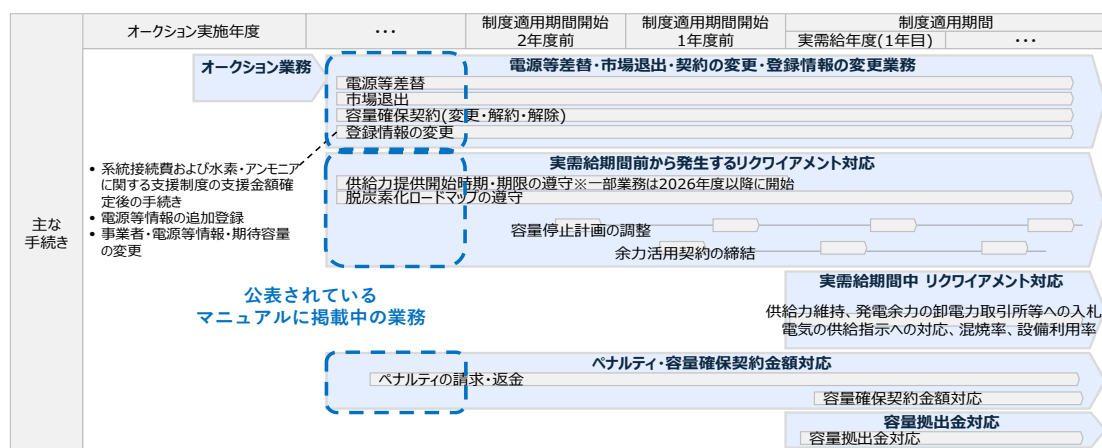 オークション実施年度
・・・
制度適用期間開始
2年度前
制度適用期間開始
1年度前
制度適用期間
実需給年度(1年目)
・・・
主な
手続き
オークション業務
電源等差替・市場退出・契約の変更・登録情報の変更業務
電源等差替
市場退出
容量確保契約(変更・解約・解除)
登録情報の変更
• 系統接続費および水素・アンモニア
に関する支援制度の支援金額確
定後の手続き
• 電源等情報の追加登録
• 事業者・電源等情報・期待容量
の変更
実需給期間前から発生するリクワイアメント対応
供給力提供開始時期・期限の遵守※一部業務は2026年度以降に開始
脱炭素化ロードマップの遵守
容量停止計画の調整
余力活用契約の締結
公表されている
マニュアルに掲載中の業務
実需給期間中 リクワイアメント対応
供給力維持、発電余力の卸電力取引所等への入札
電気の供給指示への対応、混焼率、設備利用率
ペナルティ・容量確保契約金額対応
ペナルティの請求・返金
容量確保契約金額対応
容量拠出金対応
容量拠出金対応